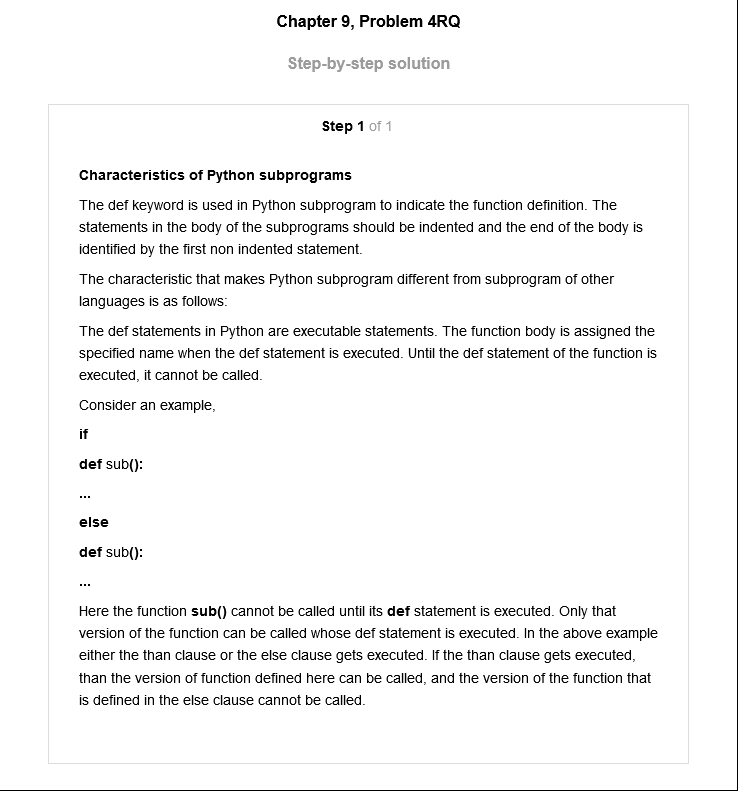 Chapter 9, Problem 4RQ
Step-by-step solution
Step 1 of 1
Characteristics of Python subprograms
The def keyword is used in Python subprogram to indicate the function definition. The
statements in the body of the subprograms should be indented and the end of the body is
identified by the first non indented statement.
The characteristic that makes Python subprogram different from subprogram of other
languages is as follows:
The def statements in Python are executable statements. The function body is assigned the
specified name when the def statement is executed. Until the def statement of the function is
executed, it cannot be called.
Consider an example,
if
def sub():
...
else
def sub():
...
Here the function sub() cannot be called until its def statement is executed. Only that
version of the function can be called whose def statement is executed. In the above example
either the than clause or the else clause gets executed. If the than clause gets executed,
than the version of function defined here can be called, and the version of the function that
is defined in the else clause cannot be called.